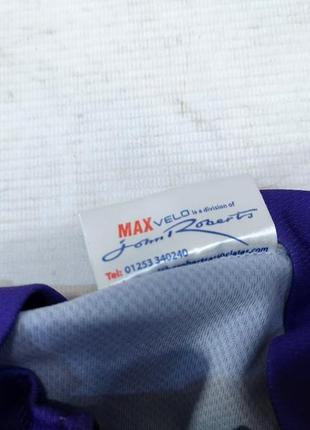 MAXVELO is a division of
John Roberts
Tel: 01253 340240